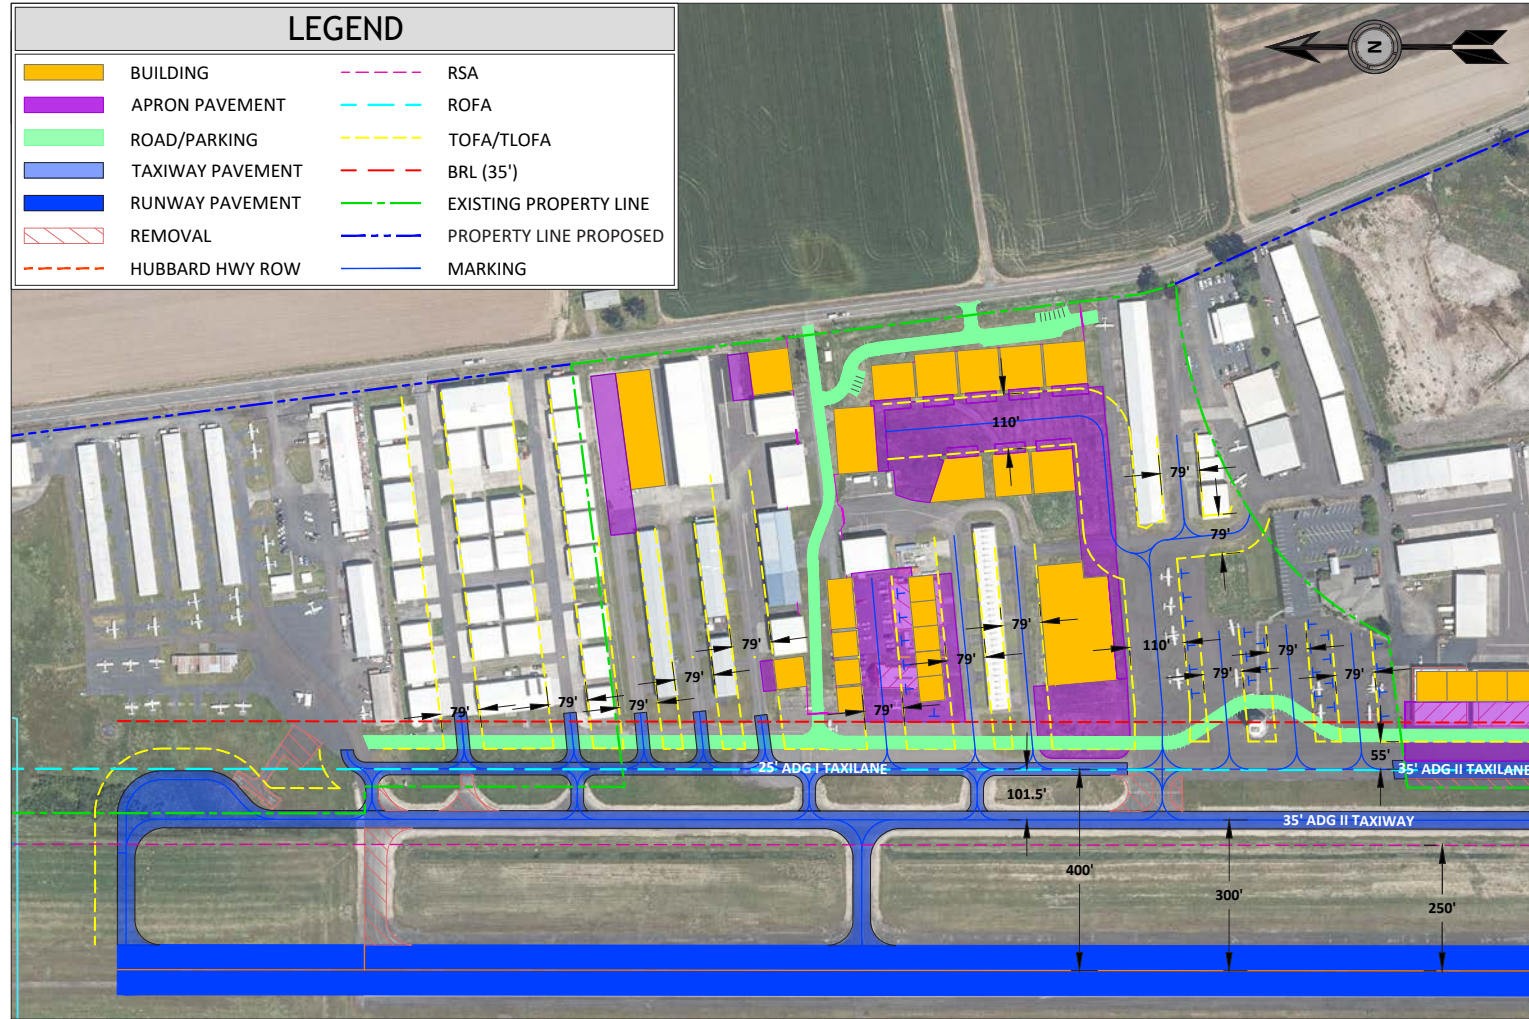 LEGEND
BUILDING
RSA
APRON PAVEMENT
ROFA
ROAD/PARKING
TOFA/TLOFA
TAXIWAY PAVEMENT
BRL (35')
RUNWAY PAVEMENT
EXISTING PROPERTY LINE
REMOVAL
PROPERTY LINE PROPOSED
HUBBARD HWY ROW
MARKING
N
110'
79'
79'
79'
79'
110'
79'
79'
79'
79'
79'
79'
79'
79'
79'
79'
55'
25' ADG I TAXILANE
35' ADG II TAXILANE
101.5'
35' ADG II TAXIWAY
400'
300'
250'